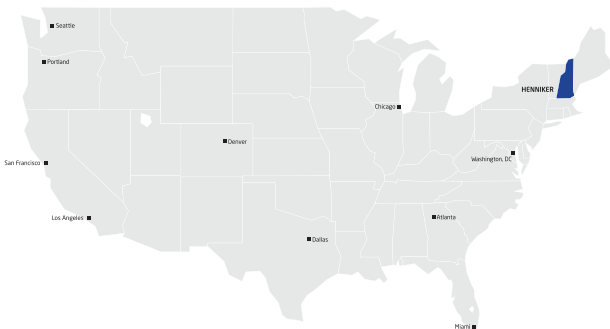 Seattle
Portland
HENNIKER
Chicago
Denver
Washington, DC
San Francisco
Los Angeles
Atlanta
Dallas
Miami